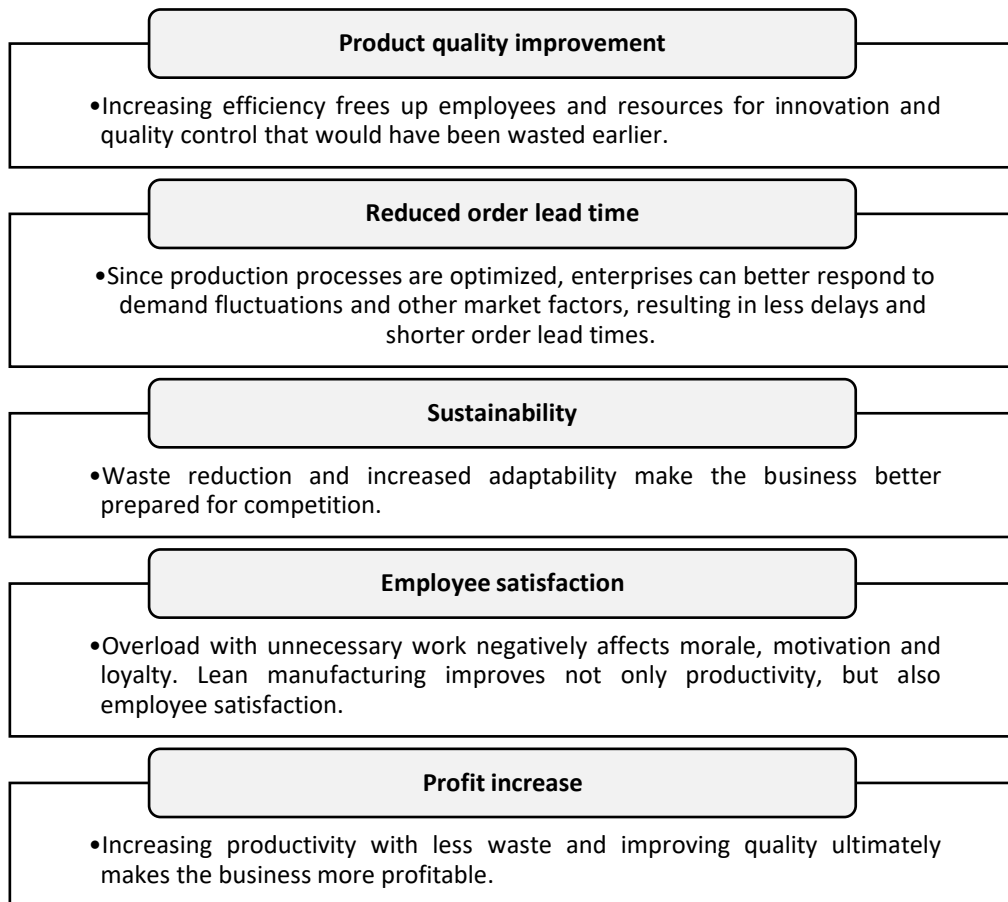 Product quality improvement
•Increasing efficiency frees up employees and resources for innovation and
quality control that would have been wasted earlier.
Reduced order lead time
•Since production processes are optimized, enterprises can better respond to
demand fluctuations and other market factors, resulting in less delays and
shorter order lead times.
Sustainability
•Waste reduction and increased adaptability make the business better
prepared for competition.
Employee satisfaction
•Overload with unnecessary work negatively affects morale, motivation and
loyalty. Lean manufacturing improves not only productivity, but also
employee satisfaction.
Profit increase
•Increasing productivity with less waste and improving quality ultimately
makes the business more profitable.